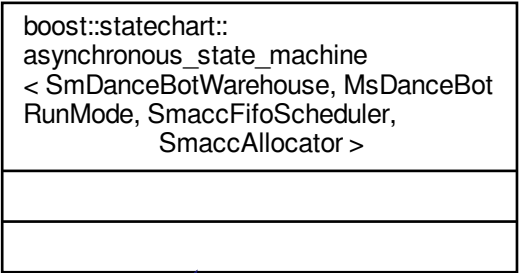 boost::statechart::
asynchronous_state_machine
< SmDanceBotWarehouse, MsDanceBot
RunMode, SmaccFifoScheduler,
SmaccAllocator >